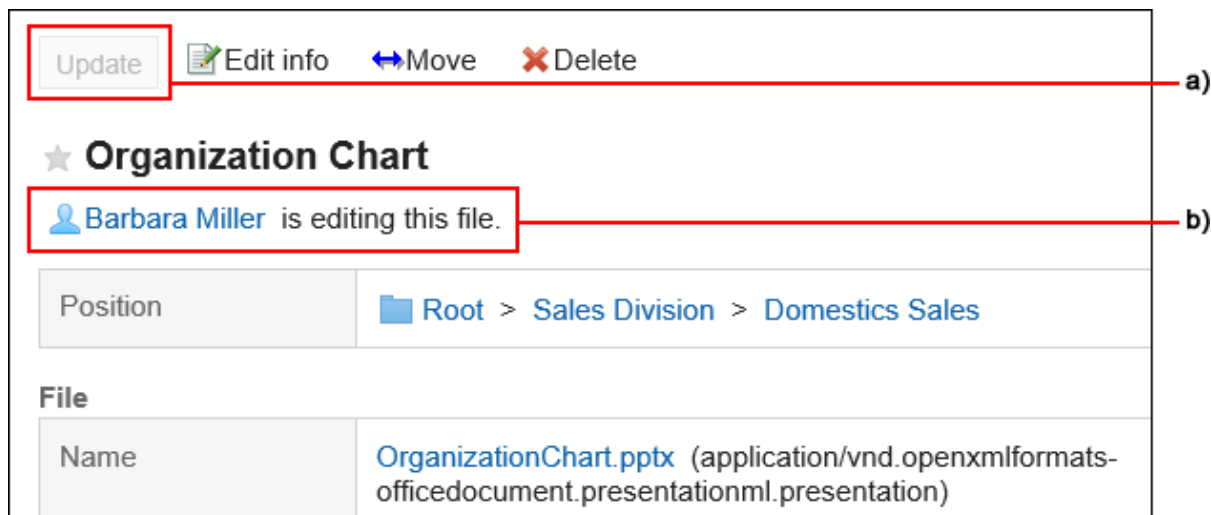 Update Edit info Move Delete
a)
Organization Chart
Barbara Miller is editing this file.
b)
Position Root > Sales Division > Domestics Sales
File
Name OrganizationChart.pptx (application/vnd.openxmlformats-
officedocument.presentationml.presentation)